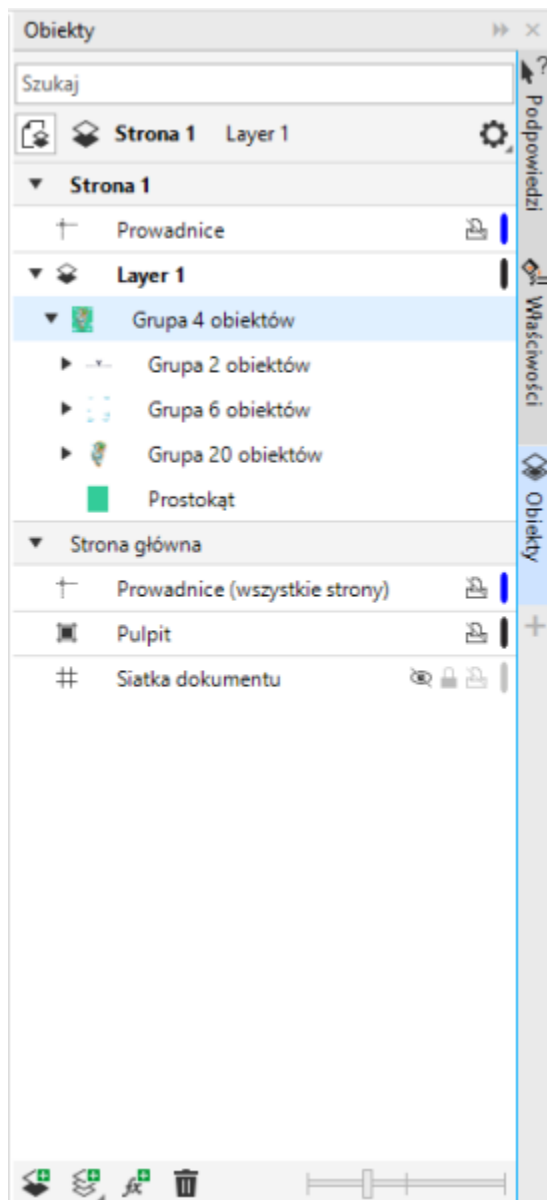 Obiekty
Szukaj
Strona 1 Layer 1
Strona 1
Prowadnice
Layer 1
Grupa 4 obiektów
Grupa 2 obiektów
Grupa 6 obiektów
Grupa 20 obiektów
Prostokąt
Strona główna
Prowadnice (wszystkie strony)
Pulpit
Siatka dokumentu
Podpowiedzi
Właściwości
Obiekty